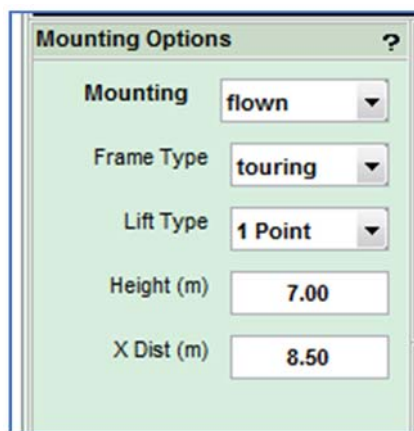 Mounting Options ?
Mounting flown
Frame Type touring
Lift Type 1 Point
Height (m) 7.00
X Dist (m) 8.50